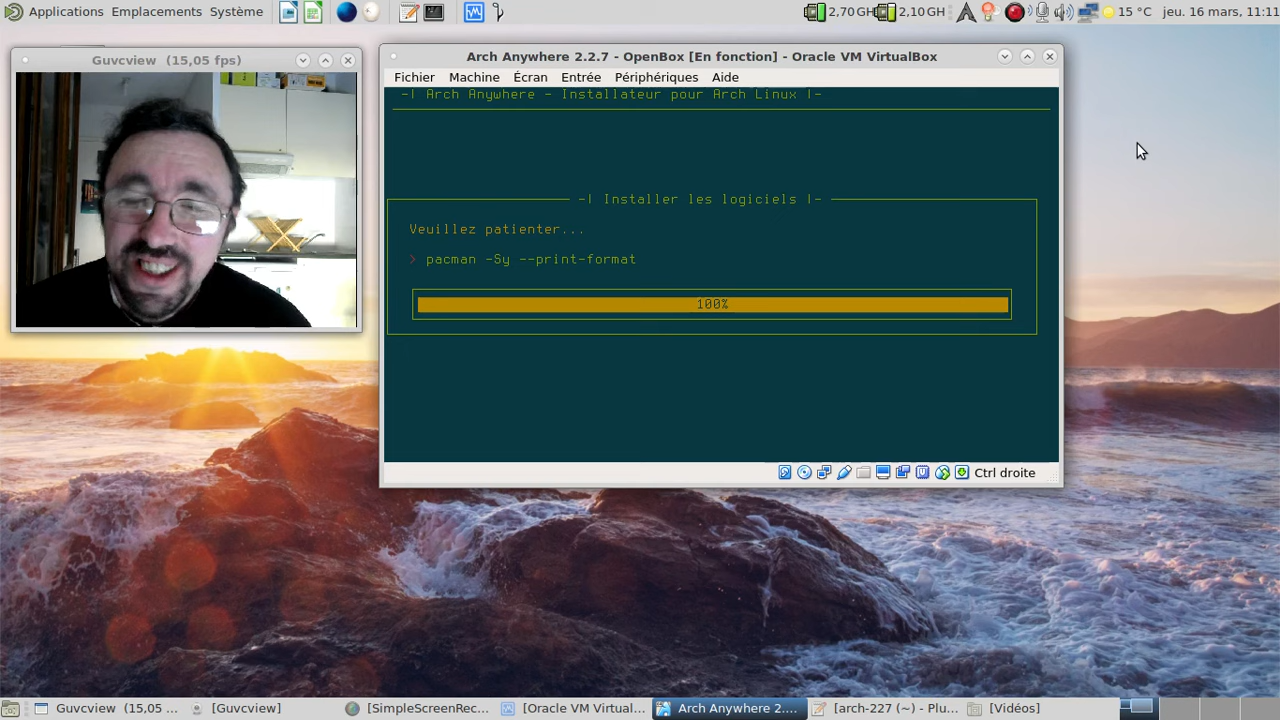 Applications Emplacements Système
2,70 GH 2,10 GH 15 °C jeu. 16 mars, 11:11
Guvcview (15,05 fps)
Arch Anywhere 2.2.7 - OpenBox [En fonction] - Oracle VM VirtualBox
Fichier Machine Écran Entrée Périphériques Aide
-| Arch Anywhere - Installateur pour Arch Linux |-
-| Installer les logiciels |-
Veuillez patienter...
> pacman -Sy --print-format
100%
Ctrl droite
Guvcview (15,05 ... [Guvcview] [SimpleScreenRec... [Oracle VM Virtual... Arch Anywhere 2.... [arch-227 (~) - Plu... [Vidéos]